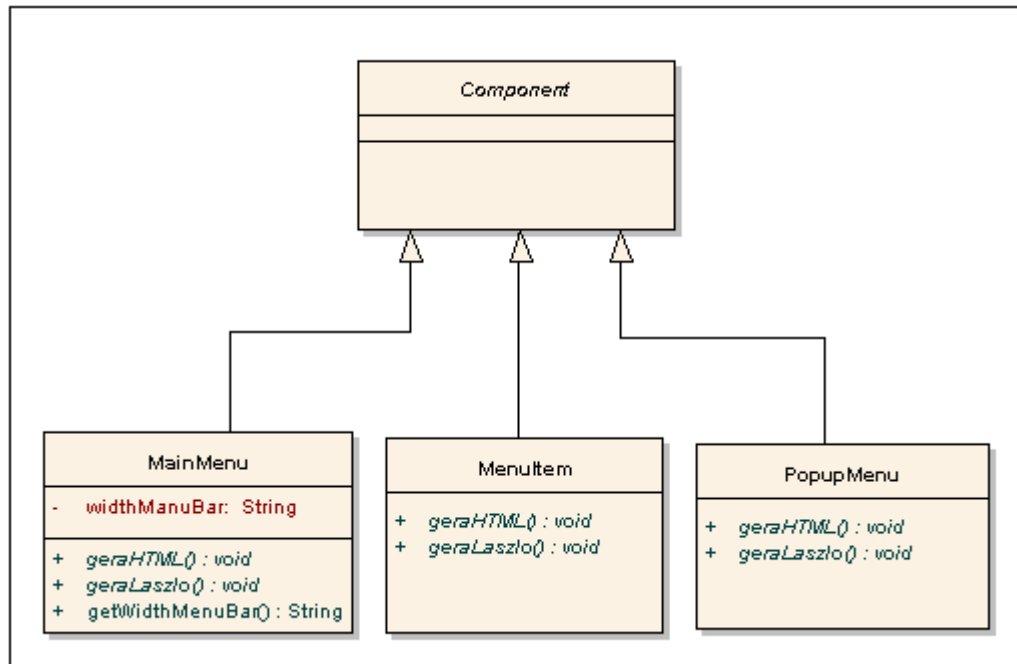 Component
MainMenu
- widthManuBar: String
+ geraHTML() : void
+ geraLaszlo() : void
+ getWidthMenuBar() : String
MenuItem
+ geraHTML() : void
+ geraLaszlo() : void
PopupMenu
+ geraHTML() : void
+ geraLaszlo() : void